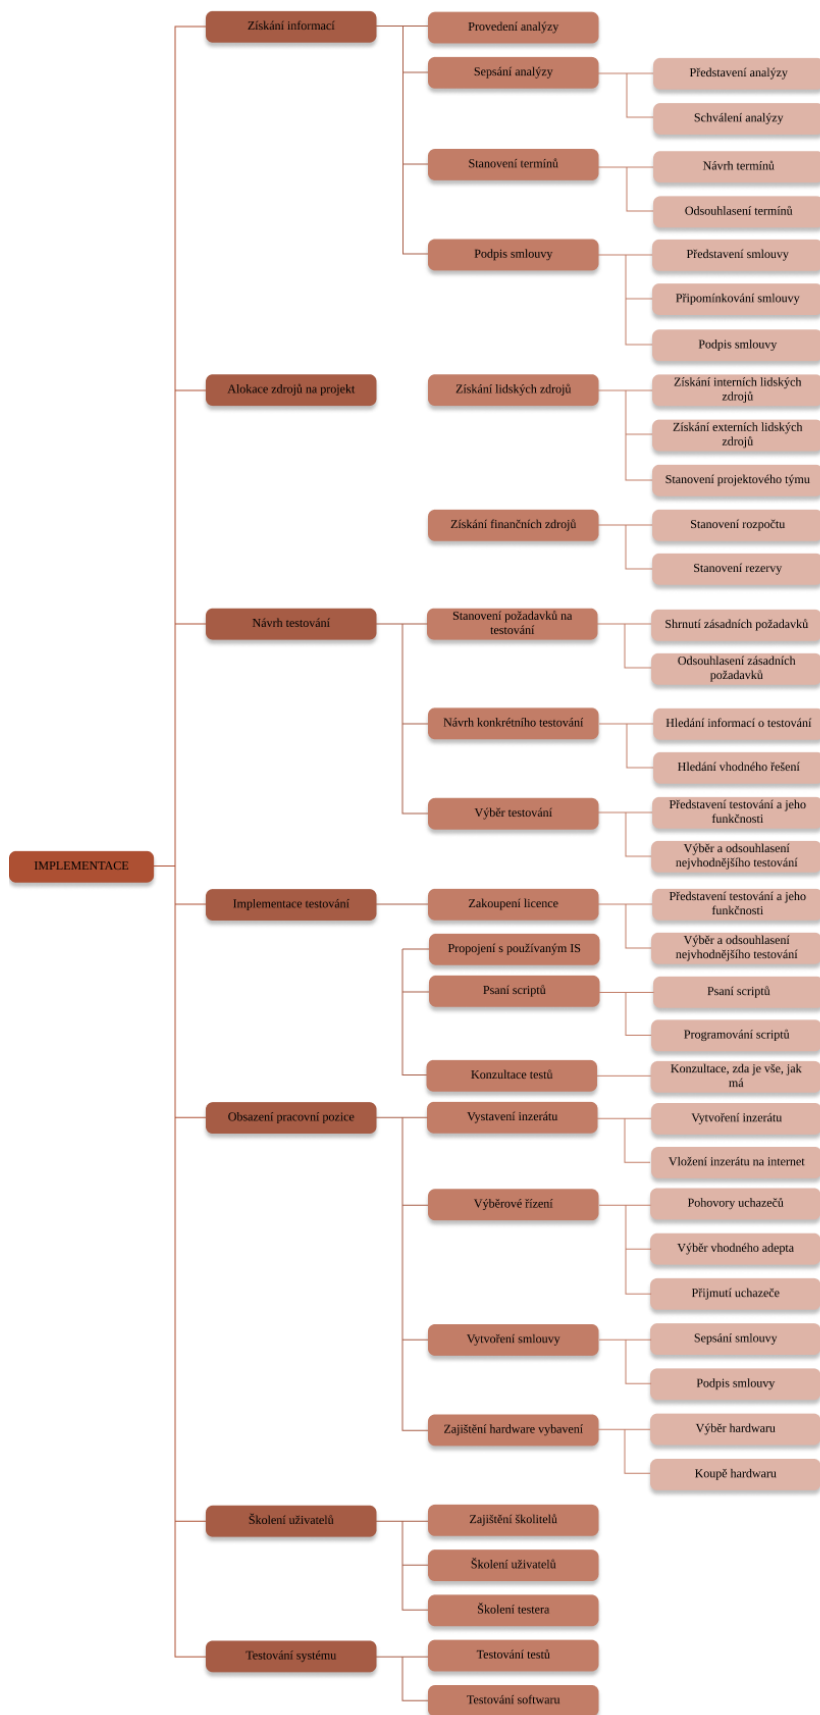 Získání informací
Provedení analýzy
Sepsání analýzy
Představení analýzy
Schválení analýzy
Stanovení termínů
Návrh termínů
Odsouhlasení termínů
Podpis smlouvy
Představení smlouvy
Připomínkování smlouvy
Podpis smlouvy
Alokace zdrojů na projekt
Získání lidských zdrojů
Získání interních lidských
zdrojů
Získání externích lidských
zdrojů
Stanovení projektového týmu
Získání finančních zdrojů
Stanovení rozpočtu
Stanovení rezervy
Návrh testování
Stanovení požadavků na
testování
Shrnutí zásadních požadavků
Odsouhlasení zásadních
požadavků
Návrh konkrétního testování
Hledání informací o testování
Hledání vhodného řešení
Výběr testování
Představení testování a jeho
funkčnosti
Výběr a odsouhlasení
nejvhodnějšího testování
IMPLEMENTACE
Implementace testování
Zakoupení licence
Představení testování a jeho
funkčnosti
Výběr a odsouhlasení
nejvhodnějšího testování
Propojení s používaným IS
Psaní scriptů
Psaní scriptů
Programování scriptů
Konzultace testů
Konzultace, zda je vše, jak
má
Obsazení pracovní pozice
Vystavení inzerátu
Vytvoření inzerátu
Vložení inzerátu na internet
Výběrové řízení
Pohovory uchazečů
Výběr vhodného adepta
Přijmutí uchazeče
Vytvoření smlouvy
Sepsání smlouvy
Podpis smlouvy
Zajištění hardware vybavení
Výběr hardwaru
Koupě hardwaru
Školení uživatelů
Zajištění školitelů
Školení uživatelů
Školení testera
Testování systému
Testování testů
Testování softwaru